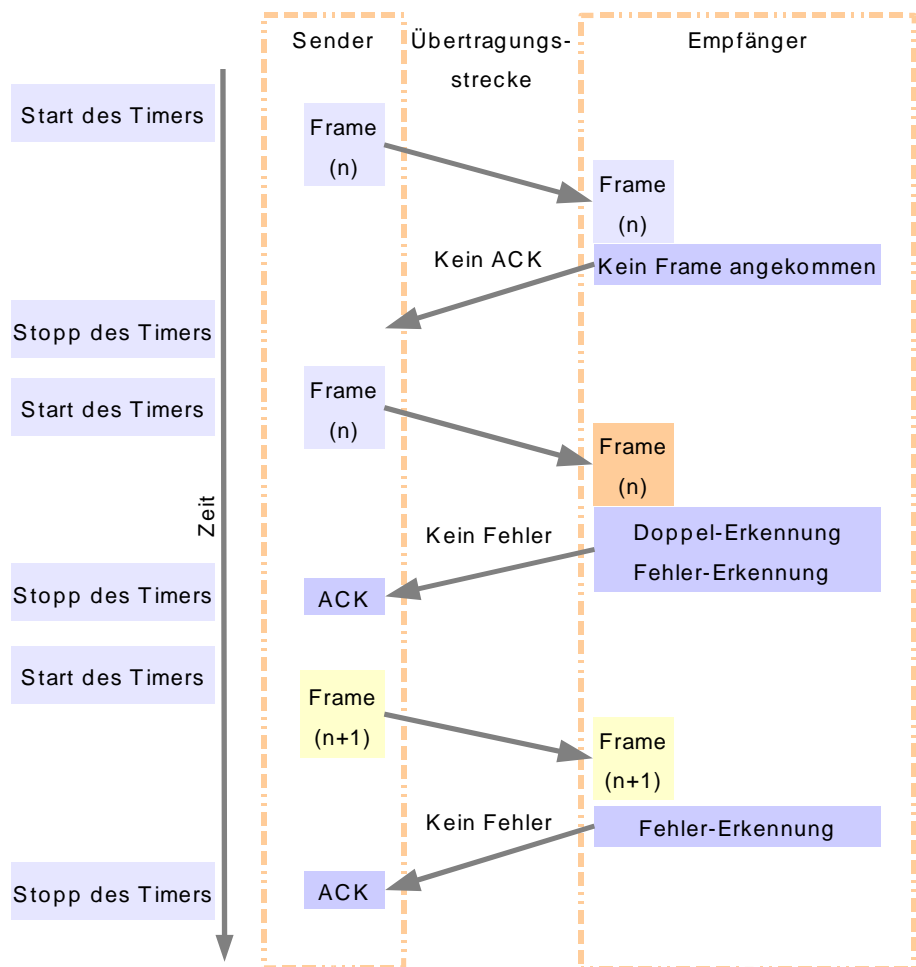 Sender
Übertragungs-
strecke
Empfänger
Start des Timers
Frame
(n)
Frame
(n)
Kein ACK
Kein Frame angekommen
Stopp des Timers
Start des Timers
Frame
(n)
Frame
(n)
Zeit
Kein Fehler
Doppel-Erkennung
Fehler-Erkennung
Stopp des Timers
ACK
Start des Timers
Frame
(n+1)
Frame
(n+1)
Kein Fehler
Fehler-Erkennung
Stopp des Timers
ACK